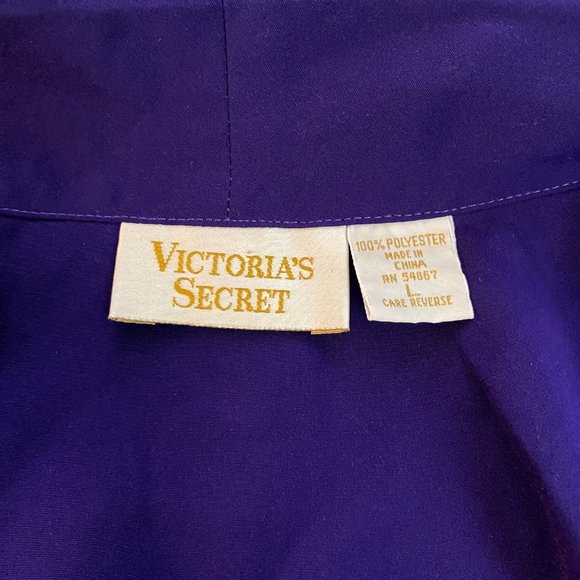 VICTORIA'S
SECRET
100% POLYESTER
MADE IN
CHINA
RN 54867
L
CARE REVERSE